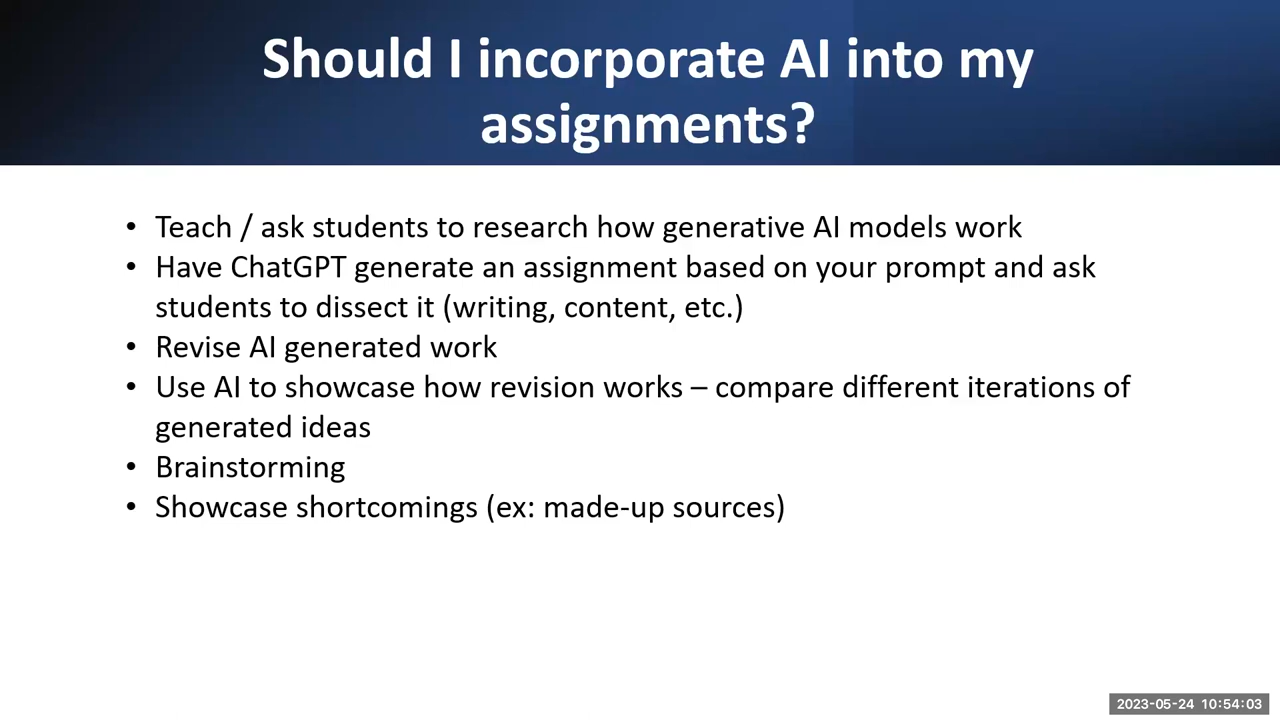 Should I incorporate AI into my
assignments?
• Teach / ask students to research how generative AI models work
• Have ChatGPT generate an assignment based on your prompt and ask
students to dissect it (writing, content, etc.)
• Revise AI generated work
• Use AI to showcase how revision works – compare different iterations of
generated ideas
• Brainstorming
• Showcase shortcomings (ex: made-up sources)
2023-05-24 10:54:03